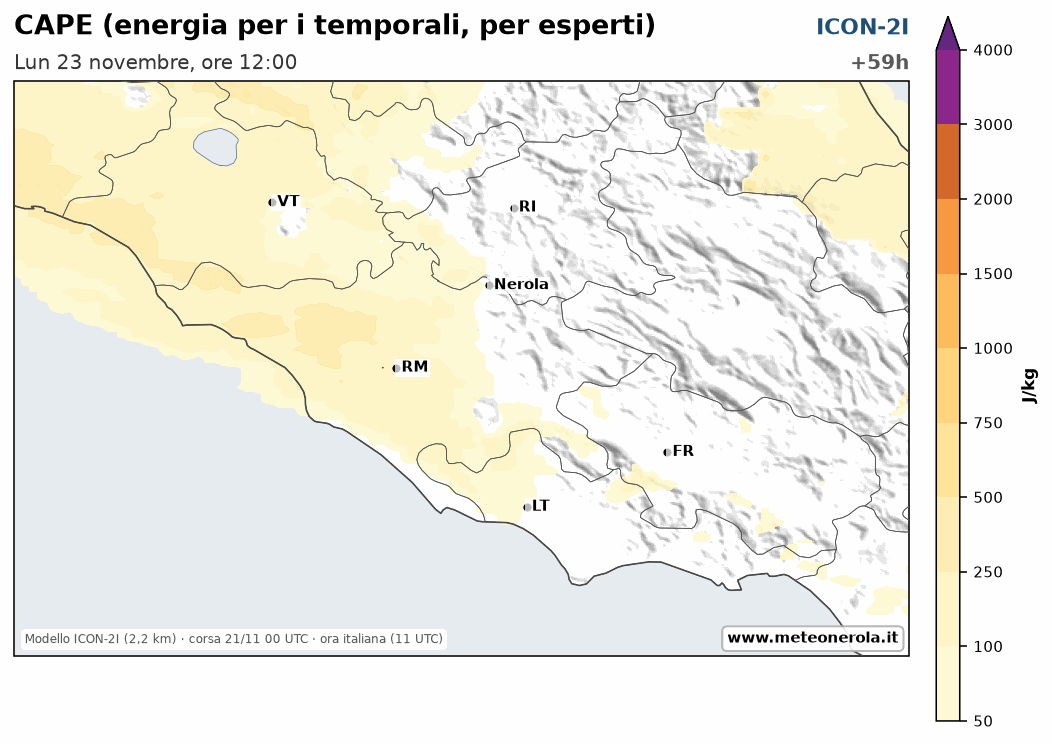 CAPE (energia per i temporali, per esperti)
ICON-2I
Lun 23 novembre, ore 12:00
+59h
4000
3000
2000
1500
1000
750
500
250
100
50
J/kg
VT
RI
Nerola
RM
FR
LT
Modello ICON-2I (2,2 km) · corsa 21/11 00 UTC · ora italiana (11 UTC)
www.meteonerola.it